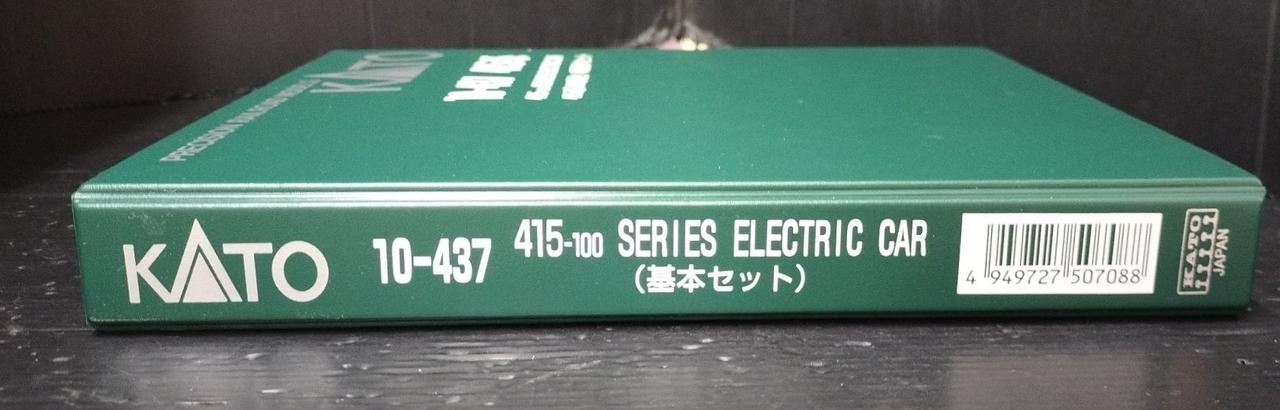 PRECISION RAILROAD MODELS
KATO
KATO
10-437
415-100 SERIES ELECTRIC CAR
(基本セット)
4 949727 507088
KATO
JAPAN